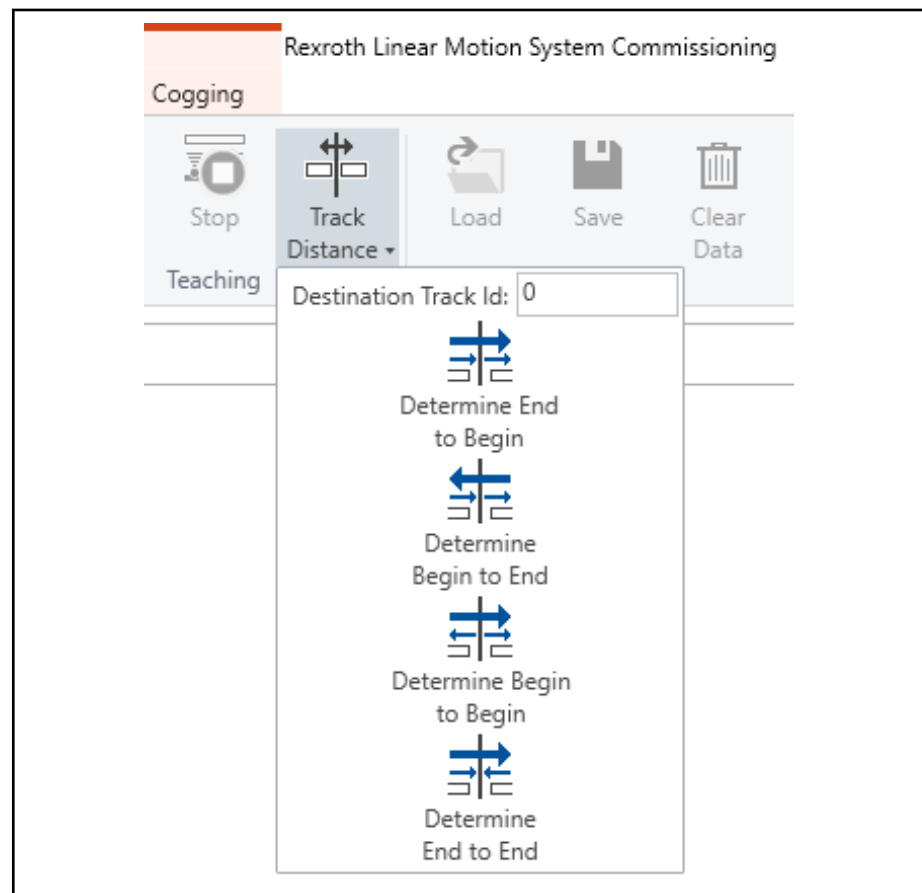 Rexroth Linear Motion System Commissioning
Cogging
Stop
Track
Distance
Load
Save
Clear
Data
Teaching
Destination Track Id: 0
Determine End
to Begin
Determine
Begin to End
Determine Begin
to Begin
Determine
End to End